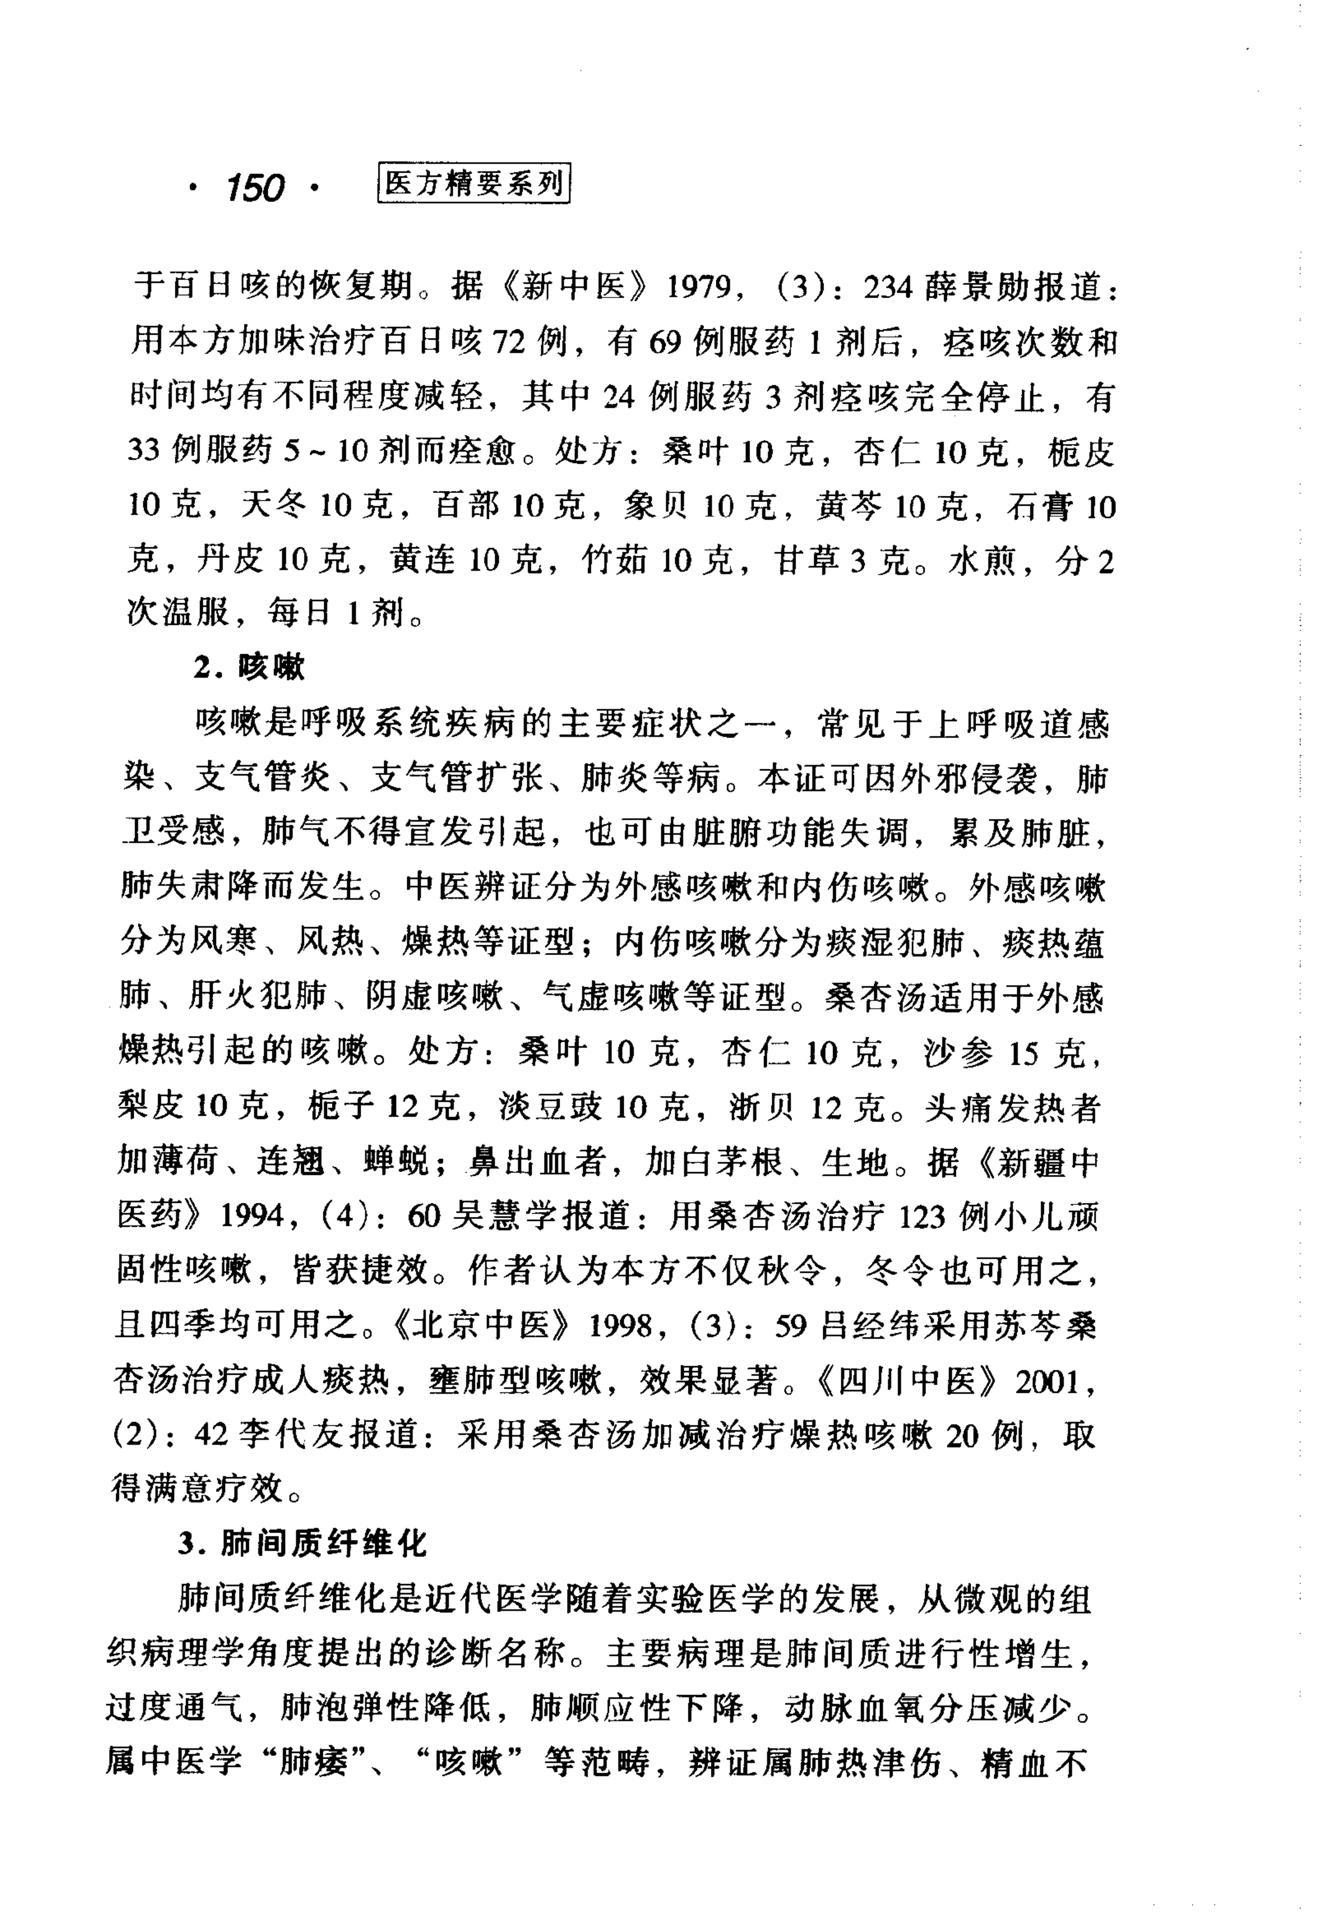 · 150 · 医方精要系列
于百日咳的恢复期。据《新中医》1979，（3）：234 薛景勋报道：
用本方加味治疗百日咳 72 例，有 69 例服药 1 剂后，痉咳次数和
时间均有不同程度减轻，其中 24 例服药 3 剂痉咳完全停止，有
33 例服药 5～10 剂而痊愈。处方：桑叶 10 克，杏仁 10 克，栀皮
10 克，天冬 10 克，百部 10 克，象贝 10 克，黄芩 10 克，石膏 10
克，丹皮 10 克，黄连 10 克，竹茹 10 克，甘草 3 克。水煎，分 2
次温服，每日 1 剂。
2. 咳嗽
咳嗽是呼吸系统疾病的主要症状之一，常见于上呼吸道感
染、支气管炎、支气管扩张、肺炎等病。本证可因外邪侵袭，肺
卫受感，肺气不得宣发引起，也可由脏腑功能失调，累及肺脏，
肺失肃降而发生。中医辨证分为外感咳嗽和内伤咳嗽。外感咳嗽
分为风寒、风热、燥热等证型；内伤咳嗽分为痰湿犯肺、痰热蕴
肺、肝火犯肺、阴虚咳嗽、气虚咳嗽等证型。桑杏汤适用于外感
燥热引起的咳嗽。处方：桑叶 10 克，杏仁 10 克，沙参 15 克，
梨皮 10 克，栀子 12 克，淡豆豉 10 克，浙贝 12 克。头痛发热者
加薄荷、连翘、蝉蜕；鼻出血者，加白茅根、生地。据《新疆中
医药》1994，（4）：60 吴慧学报道：用桑杏汤治疗 123 例小儿顽
固性咳嗽，皆获捷效。作者认为本方不仅秋令，冬令也可用之，
且四季均可用之。《北京中医》1998，（3）：59 吕经纬采用苏芩桑
杏汤治疗成人痰热，壅肺型咳嗽，效果显著。《四川中医》2001，
（2）：42 李代友报道：采用桑杏汤加减治疗燥热咳嗽 20 例，取
得满意疗效。
3. 肺间质纤维化
肺间质纤维化是近代医学随着实验医学的发展，从微观的组
织病理学角度提出的诊断名称。主要病理是肺间质进行性增生，
过度通气，肺泡弹性降低，肺顺应性下降，动脉血氧分压减少。
属中医学“肺痿”、“咳嗽”等范畴，辨证属肺热津伤、精血不